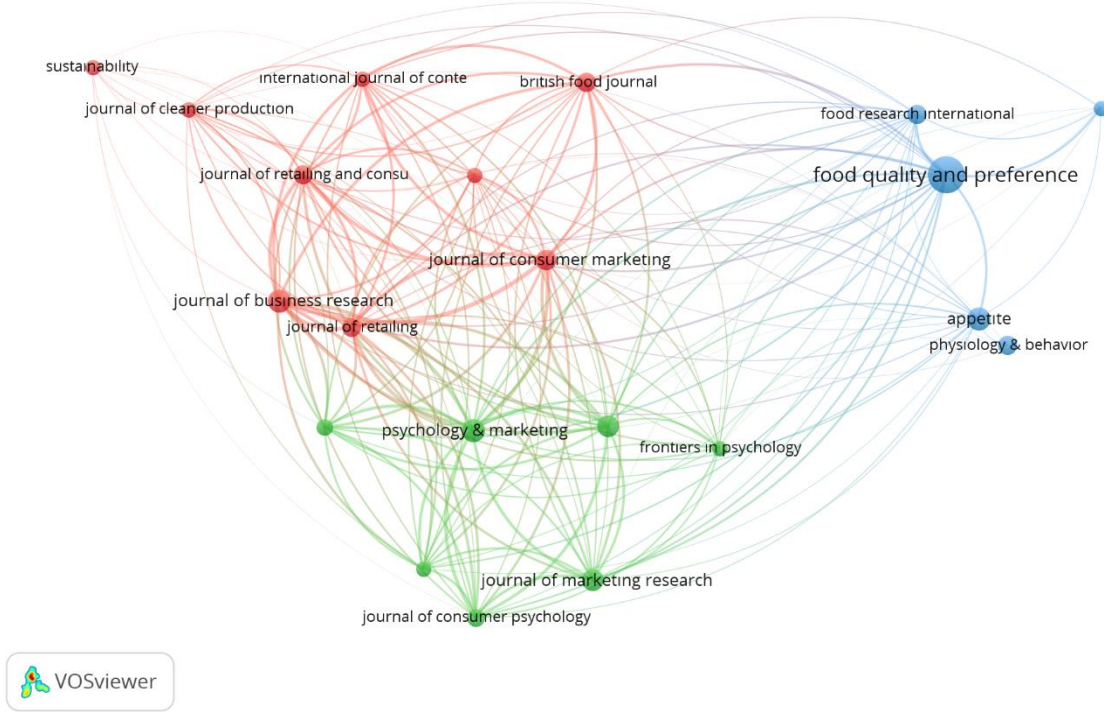 sustainability
international journal of conte
british food journal
journal of cleaner production
food research international
journal of retailing and consu
food quality and preference
journal of consumer marketing
journal of business research
journal of retailing
appetite
physiology & behavior
psychology & marketing
frontiers in psychology
journal of marketing research
journal of consumer psychology
VOSviewer